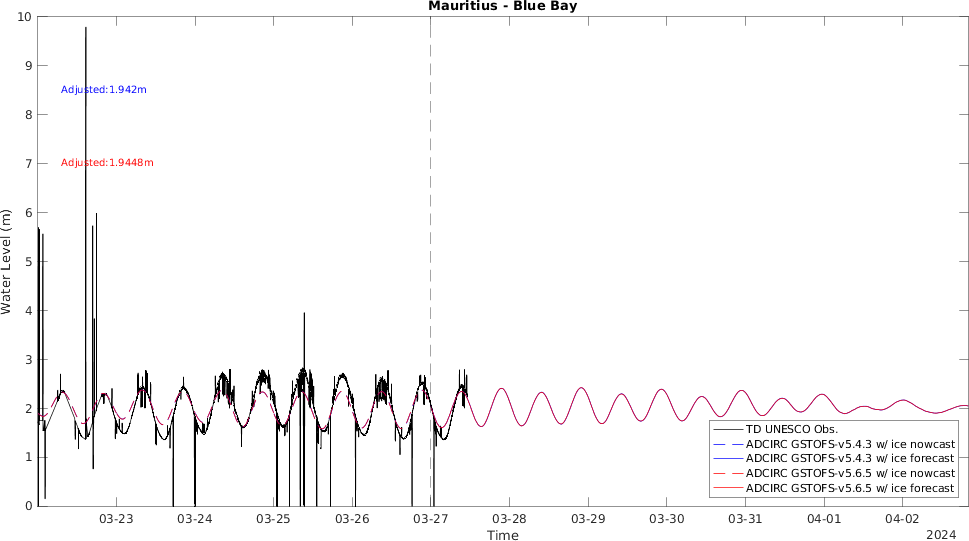 Mauritius - Blue Bay
10
9
8
7
6
5
4
3
2
1
0
Water Level (m)
Adjusted:1.942m
Adjusted:1.9448m
TD UNESCO Obs.
ADCIRC GSTOFS-v5.4.3 w/ ice nowcast
ADCIRC GSTOFS-v5.4.3 w/ ice forecast
ADCIRC GSTOFS-v5.6.5 w/ ice nowcast
ADCIRC GSTOFS-v5.6.5 w/ ice forecast
03-23 03-24 03-25 03-26 03-27 03-28 03-29 03-30 03-31 04-01 04-02
Time
2024